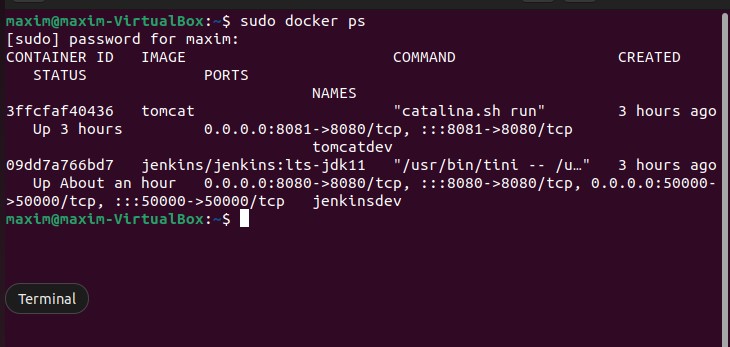 maxim@maxim-VirtualBox:~$ sudo docker ps
[sudo] password for maxim:
CONTAINER ID   IMAGE                        COMMAND                  CREATED
   STATUS             PORTS
                                  NAMES
3ffcfaf40436   tomcat                       "catalina.sh run"        3 hours ago
   Up 3 hours         0.0.0.0:8081->8080/tcp, :::8081->8080/tcp
                                  tomcatdev
09dd7a766bd7   jenkins/jenkins:lts-jdk11   "/usr/bin/tini -- /u…"   3 hours ago
   Up About an hour   0.0.0.0:8080->8080/tcp, :::8080->8080/tcp, 0.0.0.0:50000-
>50000/tcp, :::50000->50000/tcp   jenkinsdev
maxim@maxim-VirtualBox:~$
Terminal